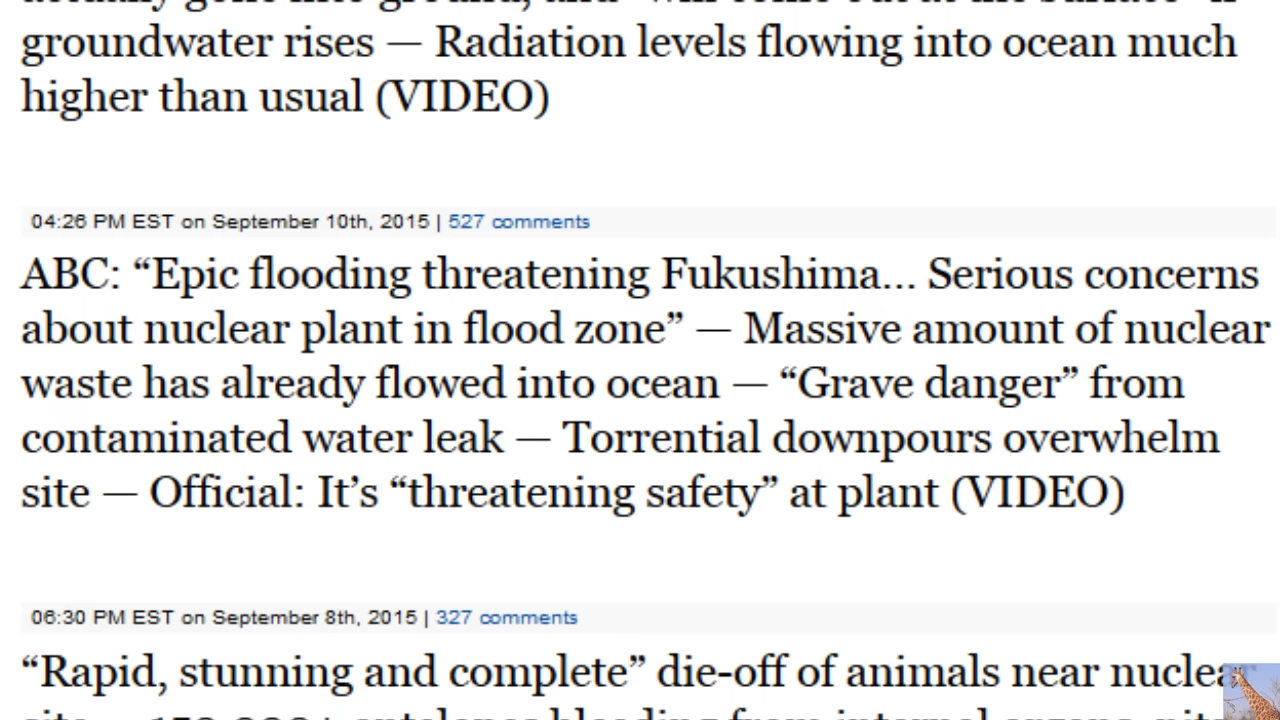 groundwater rises — Radiation levels flowing into ocean much
higher than usual (VIDEO)
04:26 PM EST on September 10th, 2015 | 527 comments
ABC: “Epic flooding threatening Fukushima... Serious concerns
about nuclear plant in flood zone” — Massive amount of nuclear
waste has already flowed into ocean — “Grave danger” from
contaminated water leak — Torrential downpours overwhelm
site — Official: It’s “threatening safety” at plant (VIDEO)
06:30 PM EST on September 8th, 2015 | 327 comments
“Rapid, stunning and complete” die-off of animals near nuclear